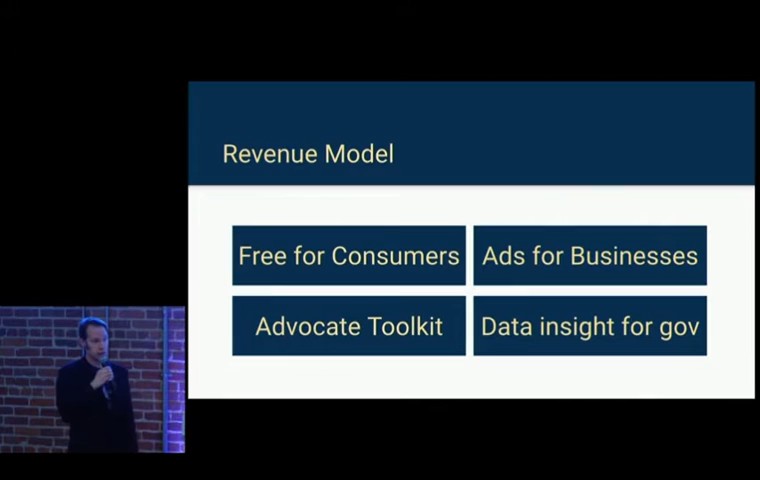 Revenue Model
Free for Consumers
Ads for Businesses
Advocate Toolkit
Data insight for gov